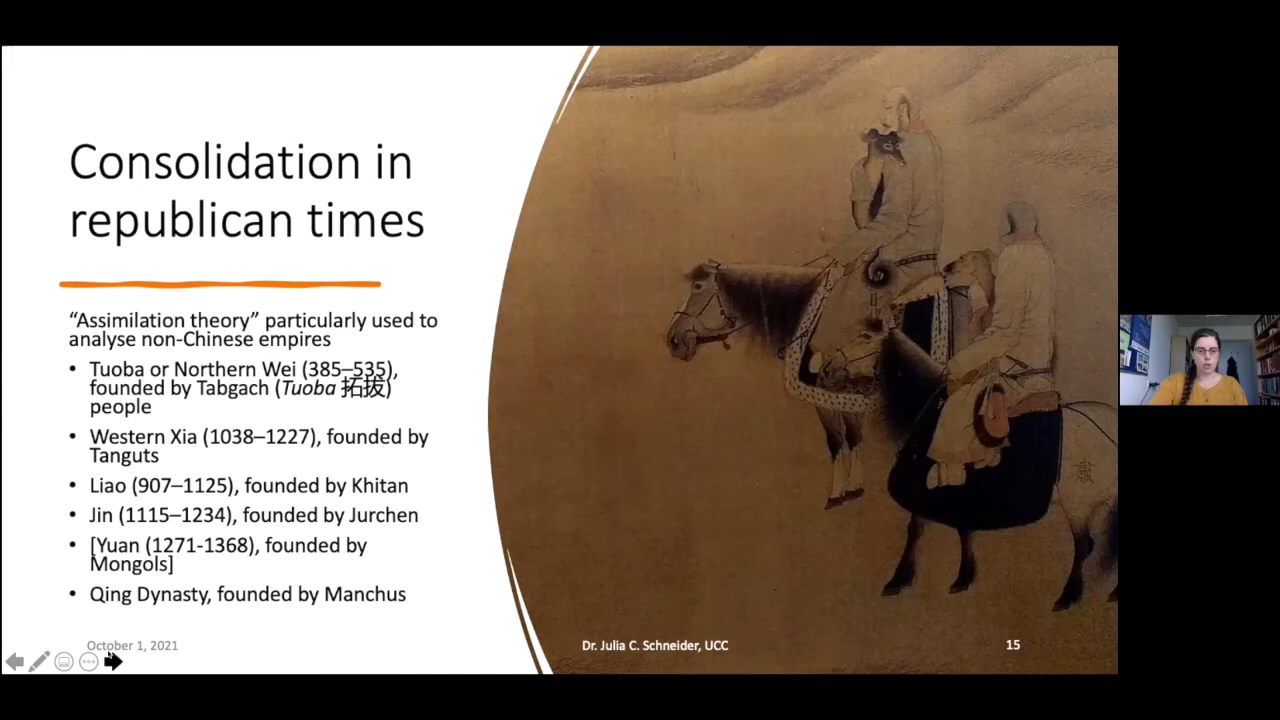 Consolidation in
republican times
“Assimilation theory” particularly used to
analyse non-Chinese empires
• Tuoba or Northern Wei (385–535),
founded by Tabgach (Tuoba 拓拔)
people
• Western Xia (1038–1227), founded by
Tanguts
• Liao (907–1125), founded by Khitan
• Jin (1115–1234), founded by Jurchen
• [Yuan (1271-1368), founded by
Mongols]
• Qing Dynasty, founded by Manchus
October 1, 2021
Dr. Julia C. Schneider, UCC
15